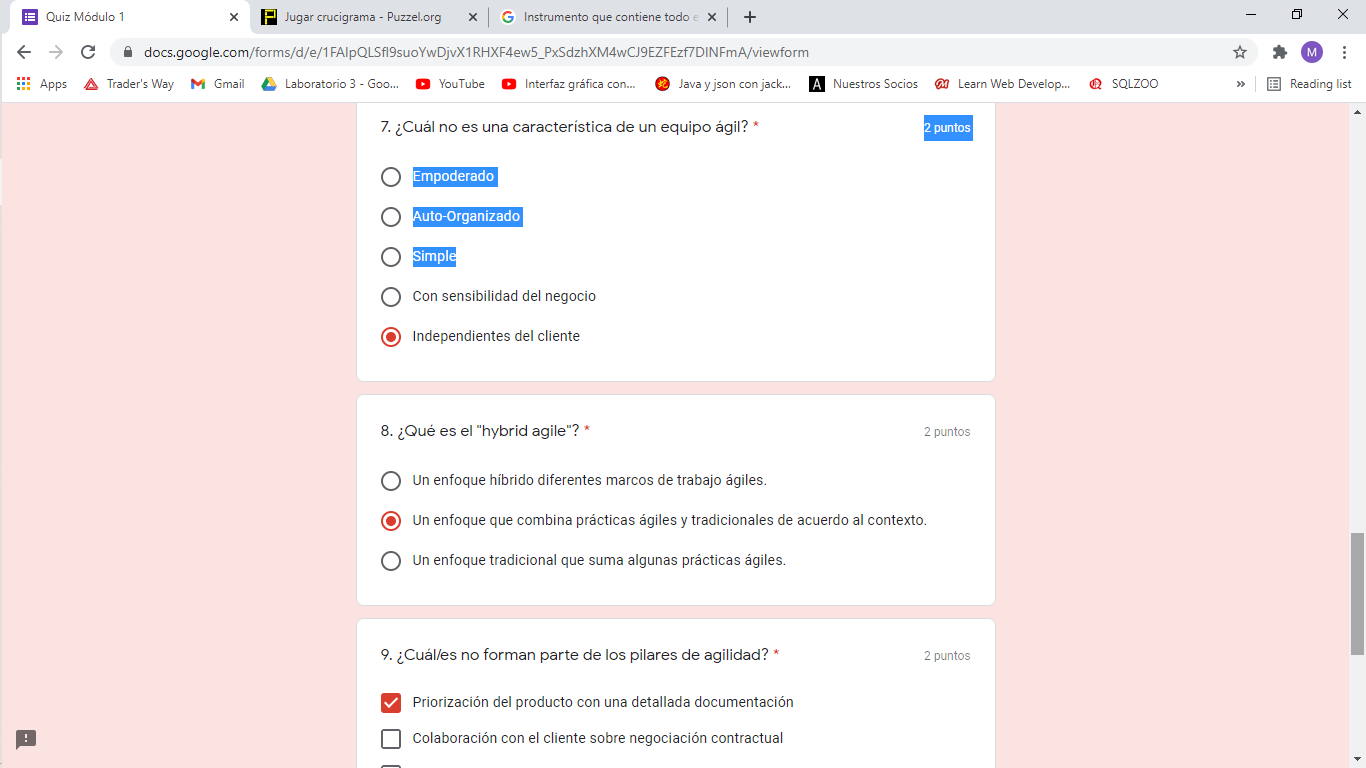 Quiz Módulo 1
Jugar crucigrama - Puzzel.org
Instrumento que contiene todo e
docs.google.com/forms/d/e/1FAIpQLSfl9suoYwDjvX1RHXF4ew5_PxSdzhXM4wCJ9EZFEzf7DINFmA/viewform
M
Apps
Trader's Way
Gmail
Laboratorio 3 - Goo...
YouTube
Interfaz gráfica con...
Java y json con jack...
A
Nuestros Socios
Learn Web Develop...
SQLZOO
»
Reading list
7. ¿Cuál no es una característica de un equipo ágil? *
2 puntos
Empoderado
Auto-Organizado
Simple
Con sensibilidad del negocio
Independientes del cliente
8. ¿Qué es el "hybrid agile"? *
2 puntos
Un enfoque híbrido diferentes marcos de trabajo ágiles.
Un enfoque que combina prácticas ágiles y tradicionales de acuerdo al contexto.
Un enfoque tradicional que suma algunas prácticas ágiles.
9. ¿Cuál/es no forman parte de los pilares de agilidad? *
2 puntos
Priorización del producto con una detallada documentación
Colaboración con el cliente sobre negociación contractual